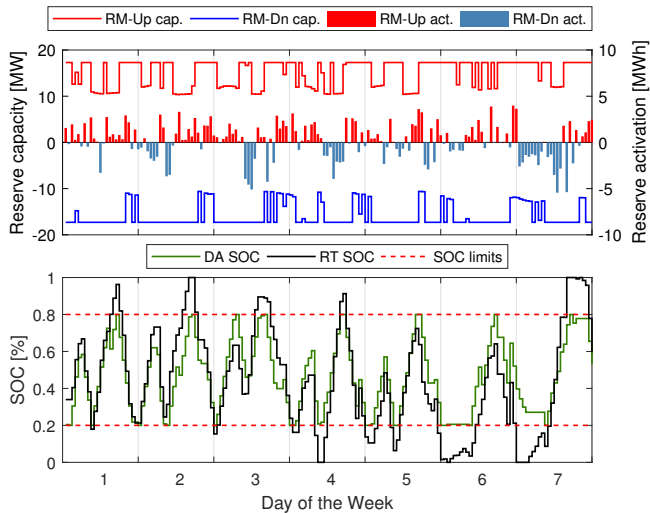 RM-Up cap. RM-Dn cap. RM-Up act. RM-Dn act.
20 10
10 5
0 0
-10 -5
-20 -10
Reserve capacity [MW]
Reserve activation [MWh]
DA SOC RT SOC SOC limits
1
0.8
0.6
0.4
0.2
0
SOC [%]
1 2 3 4 5 6 7
Day of the Week